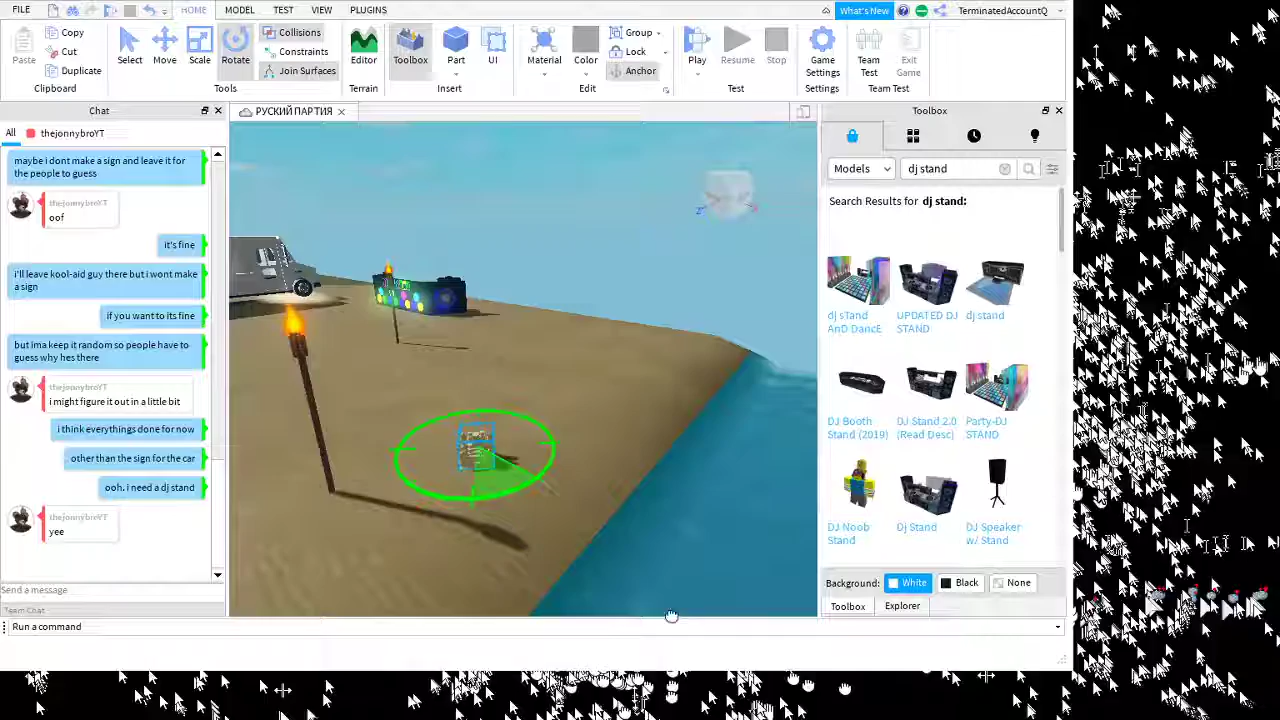 FILE HOME MODEL TEST VIEW PLUGINS What's New TerminatedAccountQ
Paste Copy Cut Duplicate Select Move Scale Rotate Collisions Constraints Join Surfaces Editor Toolbox Part UI Material Color Group Lock Anchor Play Resume Stop Game Settings Team Test Exit Game
Clipboard Tools Terrain Insert Edit Test Settings Team Test
Chat
All thejonnybroYT
maybe i dont make a sign and leave it for
the people to guess
thejonnybroYT
oof
it's fine
i'll leave kool-aid guy there but i wont make
a sign
if you want to its fine
but ima keep it random so people have to
guess why hes there
thejonnybroYT
i might figure it out in a little bit
i think everythings done for now
other than the sign for the car
ooh. i need a dj stand
thejonnybroYT
yee
Send a message
Team Chat
Run a command
РУСКИЙ ПАРТИЯ
Z
Toolbox
Models dj stand
Search Results for dj stand:
dj sTand
AnD DancE
UPDATED DJ
STAND
dj stand
DJ Booth
Stand (2019)
DJ Stand 2.0
(Read Desc)
Party-DJ
STAND
DJ Noob
Stand
Dj Stand
DJ Speaker
w/ Stand
Background: White Black None
Toolbox Explorer